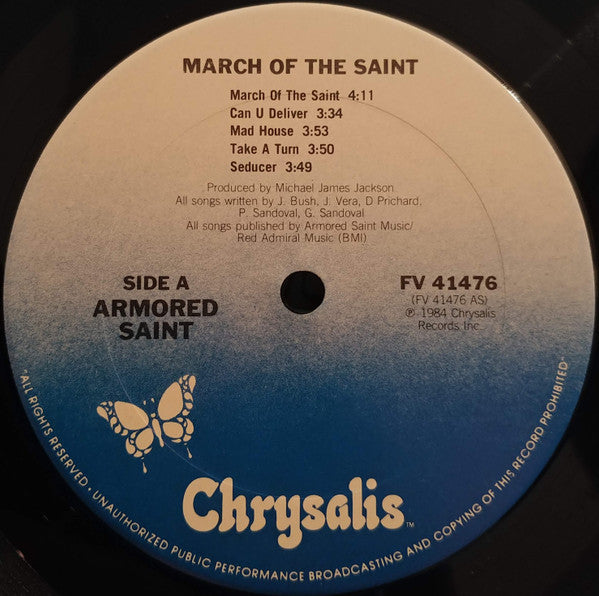 MARCH OF THE SAINT
March Of The Saint 4:11
Can U Deliver 3:34
Mad House 3:53
Take A Turn 3:50
Seducer 3:49
Produced by Michael James Jackson
All songs written by J. Bush, J. Vera, D Prichard,
P. Sandoval, G. Sandoval
All songs published by Armored Saint Music/
Red Admiral Music (BMI)
SIDE A
ARMORED
SAINT
FV 41476
(FV 41476 AS)
℗ 1984 Chrysalis
Records Inc.
Chrysalis™
"ALL RIGHTS RESERVED • UNAUTHORIZED PUBLIC PERFORMANCE BROADCASTING AND COPYING OF THIS RECORD PROHIBITED"